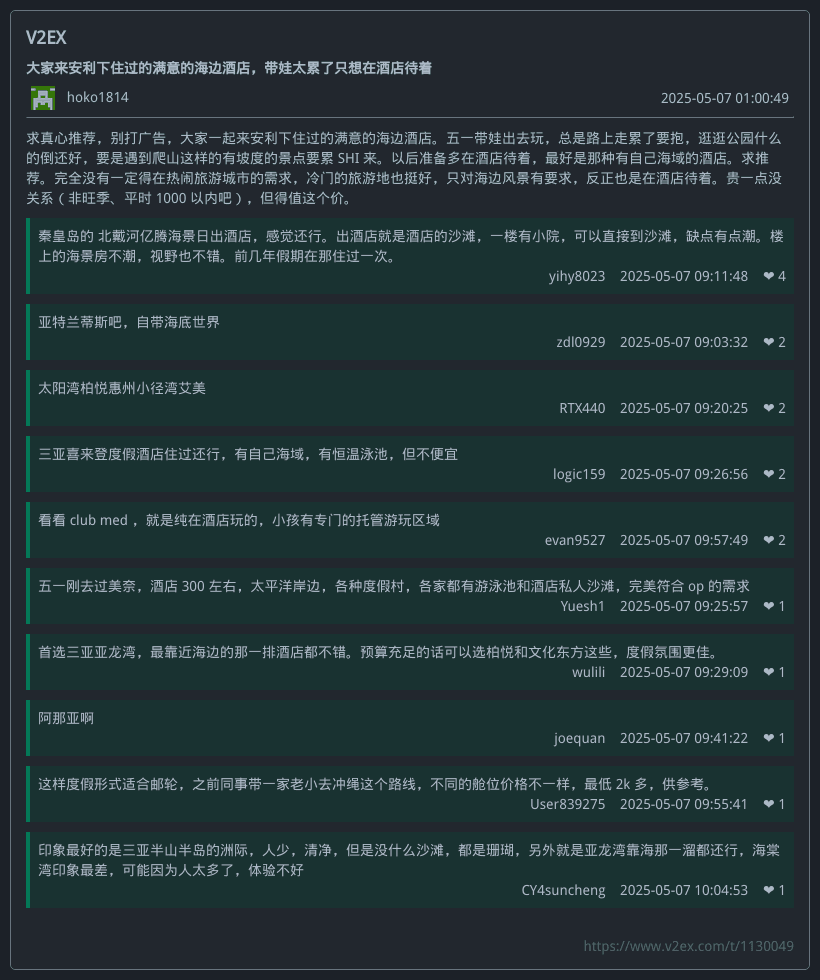 V2EX
大家来安利下住过的满意的海边酒店，带娃太累了只想在酒店待着
hoko1814
2025-05-07 01:00:49
求真心推荐，别打广告，大家一起来安利下住过的满意的海边酒店。五一带娃出去玩，总是路上走累了要抱，逛逛公园什么
的倒还好，要是遇到爬山这样的有坡度的景点要累 SHI 来。以后准备多在酒店待着，最好是那种有自己海域的酒店。求推
荐。完全没有一定得在热闹旅游城市的需求，冷门的旅游地也挺好，只对海边风景有要求，反正也是在酒店待着。贵一点没
关系（非旺季、平时 1000 以内吧），但得值这个价。
秦皇岛的 北戴河亿腾海景日出酒店，感觉还行。出酒店就是酒店的沙滩，一楼有小院，可以直接到沙滩，缺点有点潮。楼
上的海景房不潮，视野也不错。前几年假期在那住过一次。
yihy8023 2025-05-07 09:11:48 ❤ 4
亚特兰蒂斯吧，自带海底世界
zdl0929 2025-05-07 09:03:32 ❤ 2
太阳湾柏悦惠州小径湾艾美
RTX440 2025-05-07 09:20:25 ❤ 2
三亚喜来登度假酒店住过还行，有自己海域，有恒温泳池，但不便宜
logic159 2025-05-07 09:26:56 ❤ 2
看看 club med ，就是纯在酒店玩的，小孩有专门的托管游玩区域
evan9527 2025-05-07 09:57:49 ❤ 2
五一刚去过美奈，酒店 300 左右，太平洋岸边，各种度假村，各家都有游泳池和酒店私人沙滩，完美符合 op 的需求
Yuesh1 2025-05-07 09:25:57 ❤ 1
首选三亚亚龙湾，最靠近海边的那一排酒店都不错。预算充足的话可以选柏悦和文化东方这些，度假氛围更佳。
wulili 2025-05-07 09:29:09 ❤ 1
阿那亚啊
joequan 2025-05-07 09:41:22 ❤ 1
这样度假形式适合邮轮，之前同事带一家老小去冲绳这个路线，不同的舱位价格不一样，最低 2k 多，供参考。
User839275 2025-05-07 09:55:41 ❤ 1
印象最好的是三亚半山半岛的洲际，人少，清净，但是没什么沙滩，都是珊瑚，另外就是亚龙湾靠海那一溜都还行，海棠
湾印象最差，可能因为人太多了，体验不好
CY4suncheng 2025-05-07 10:04:53 ❤ 1
https://www.v2ex.com/t/1130049